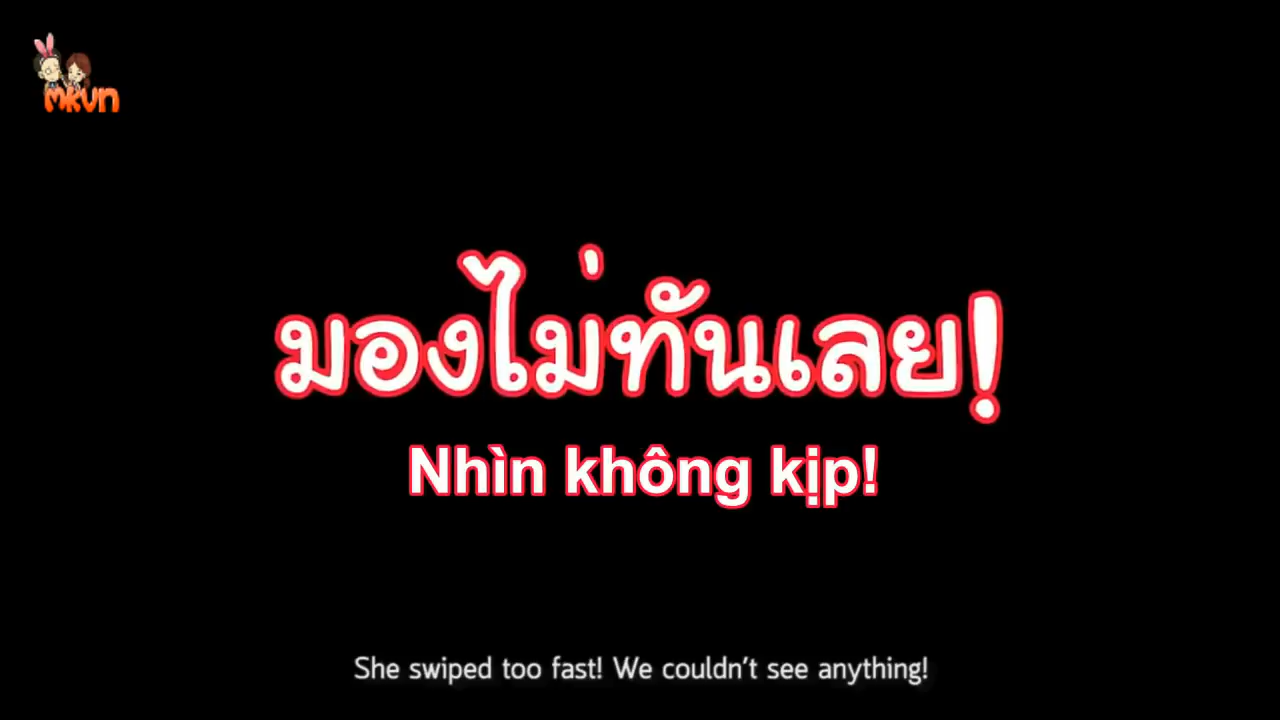 mkvn
มองไม่ทันเลย!
Nhìn không kịp!
She swiped too fast! We couldn't see anything!